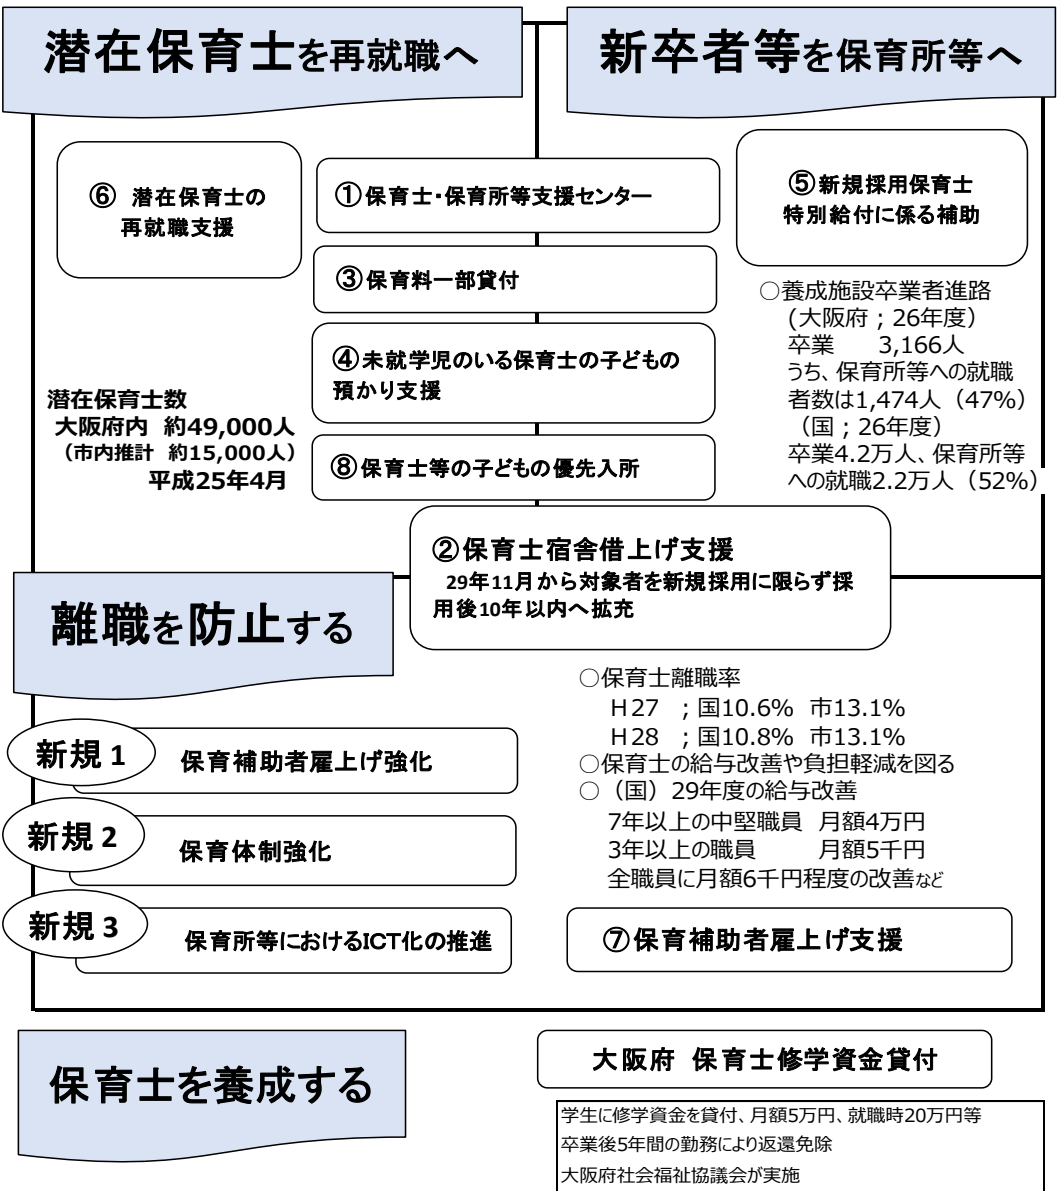 潜在保育士を再就職へ
新卒者等を保育所等へ
⑥ 潜在保育士の
再就職支援
①保育士・保育所等支援センター
⑤新規採用保育士
特別給付に係る補助
③保育料一部貸付
④未就学児のいる保育士の子どもの
預かり支援
⑧保育士等の子どもの優先入所
潜在保育士数
大阪府内 約49,000人
（市内推計 約15,000人）
平成25年4月
○養成施設卒業者進路
(大阪府；26年度）
卒業 3,166人
うち、保育所等への就職
者数は1,474人（47%）
（国；26年度）
卒業4.2万人、保育所等
への就職2.2万人（52%）
②保育士宿舎借上げ支援
29年11月から対象者を新規採用に限らず採
用後10年以内へ拡充
離職を防止する
○保育士離職率
Ｈ27 ；国10.6% 市13.1%
Ｈ28 ；国10.8% 市13.1%
○保育士の給与改善や負担軽減を図る
○（国）29年度の給与改善
7年以上の中堅職員 月額4万円
3年以上の職員 月額5千円
全職員に月額6千円程度の改善など
新規1
保育補助者雇上げ強化
新規2
保育体制強化
新規3
保育所等におけるICT化の推進
⑦保育補助者雇上げ支援
保育士を養成する
大阪府 保育士修学資金貸付
学生に修学資金を貸付、月額5万円、就職時20万円等
卒業後5年間の勤務により返還免除
大阪府社会福祉協議会が実施